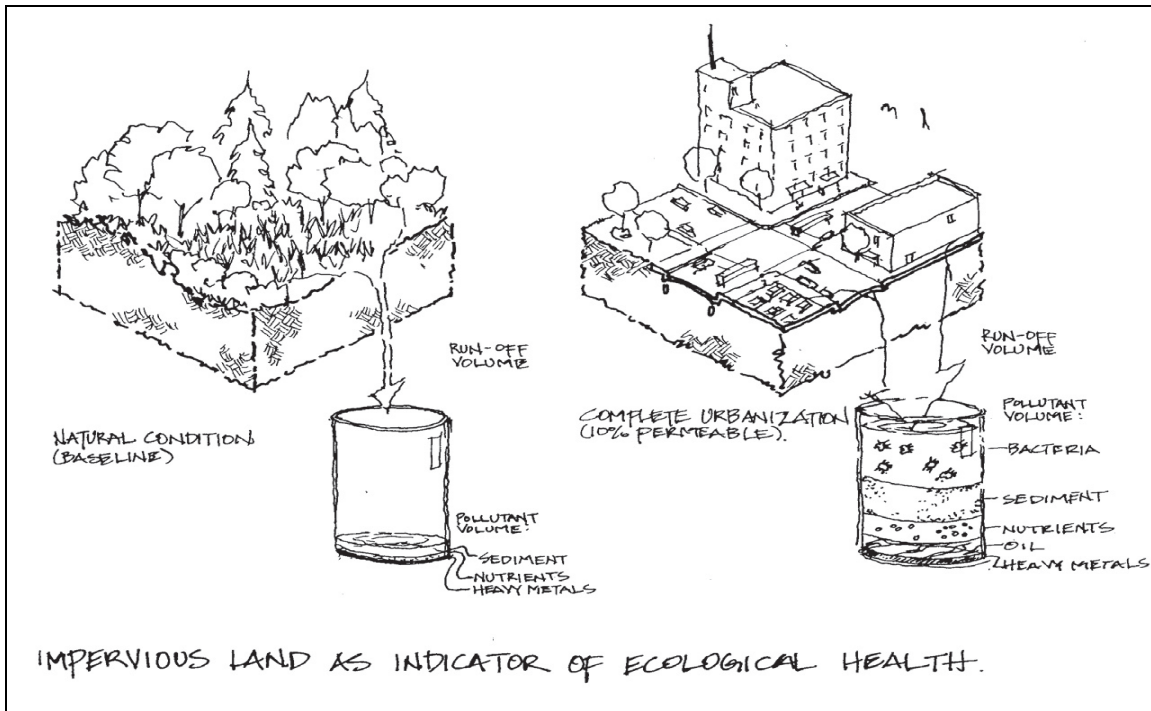 RUN-OFF
VOLUME
NATURAL CONDITION
(BASELINE)
POLLUTANT
VOLUME:
SEDIMENT
NUTRIENTS
HEAVY METALS
RUN-OFF
VOLUME
COMPLETE URBANIZATION
(10% PERMEABLE).
POLLUTANT
VOLUME:
BACTERIA
SEDIMENT
NUTRIENTS
OIL
HEAVY METALS
IMPERVIOUS LAND AS INDICATOR OF ECOLOGICAL HEALTH.